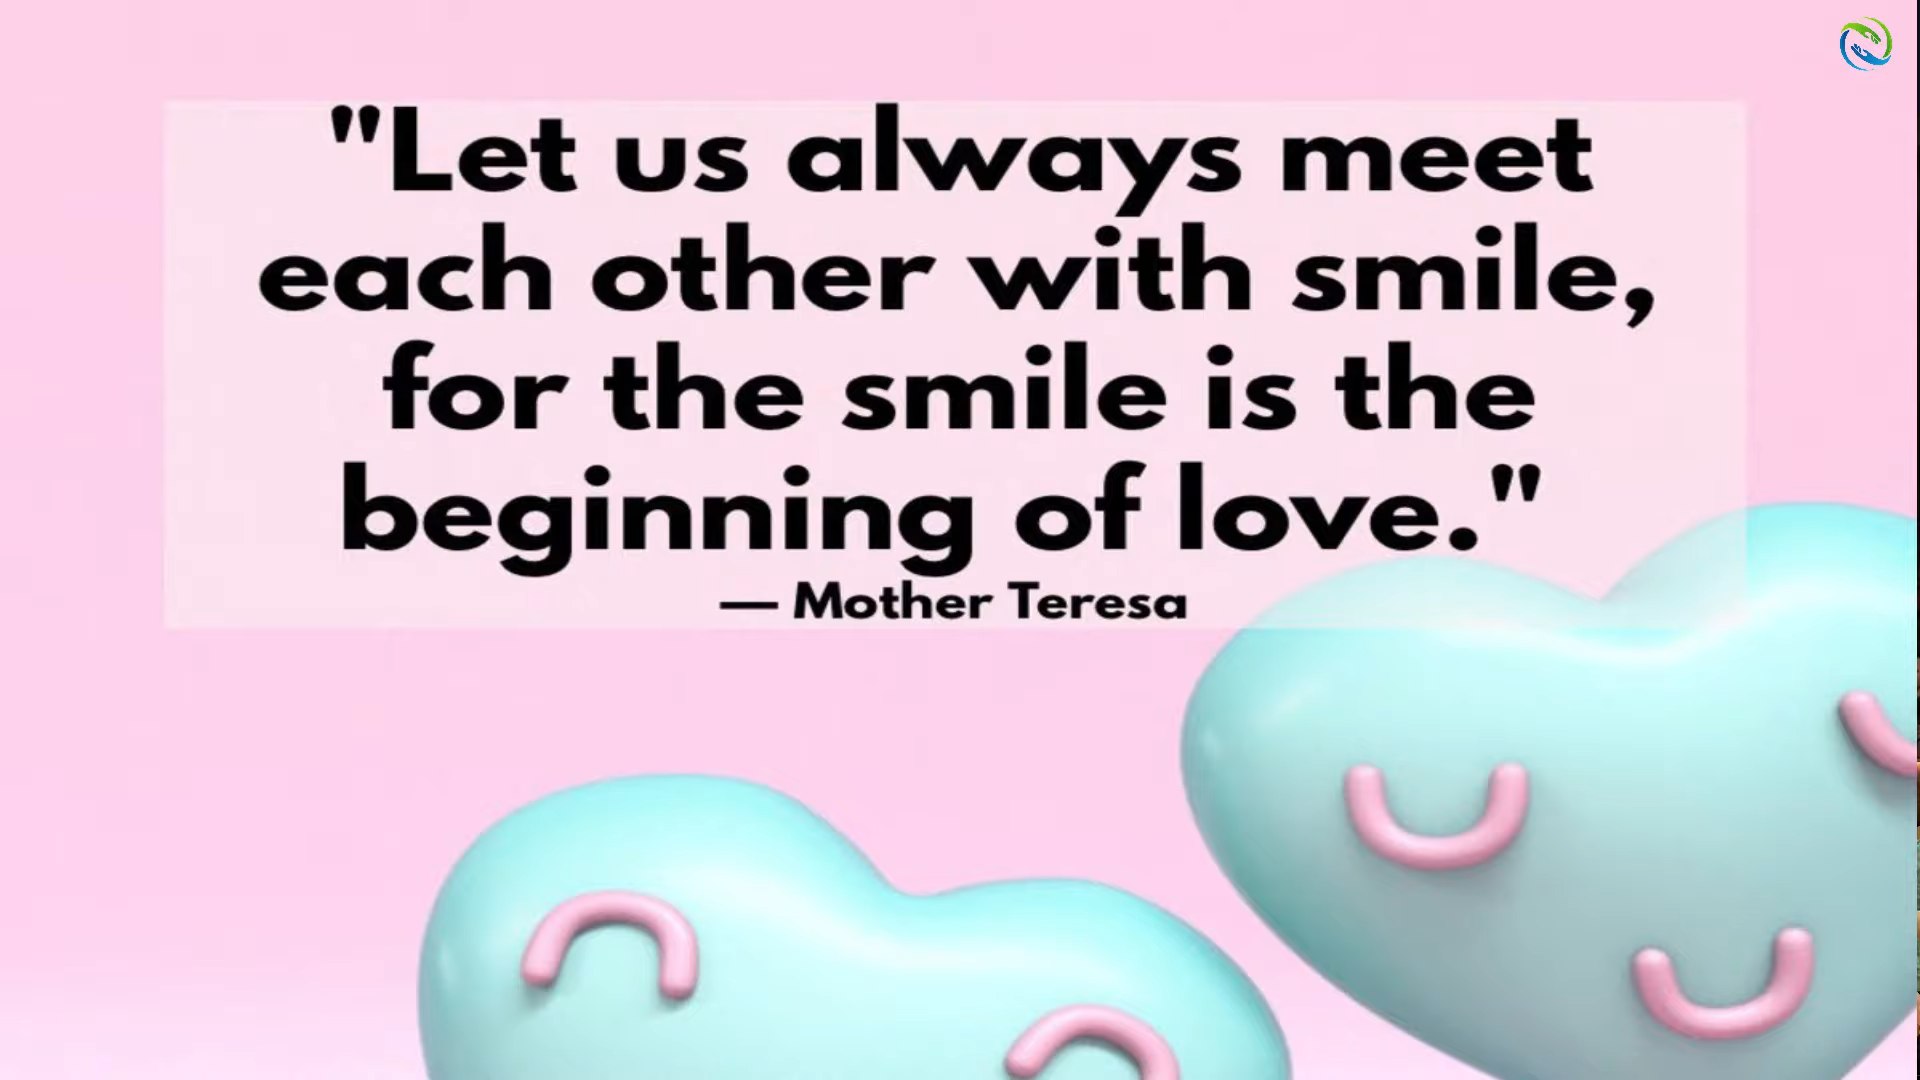 "Let us always meet
each other with smile,
for the smile is the
beginning of love."
— Mother Teresa